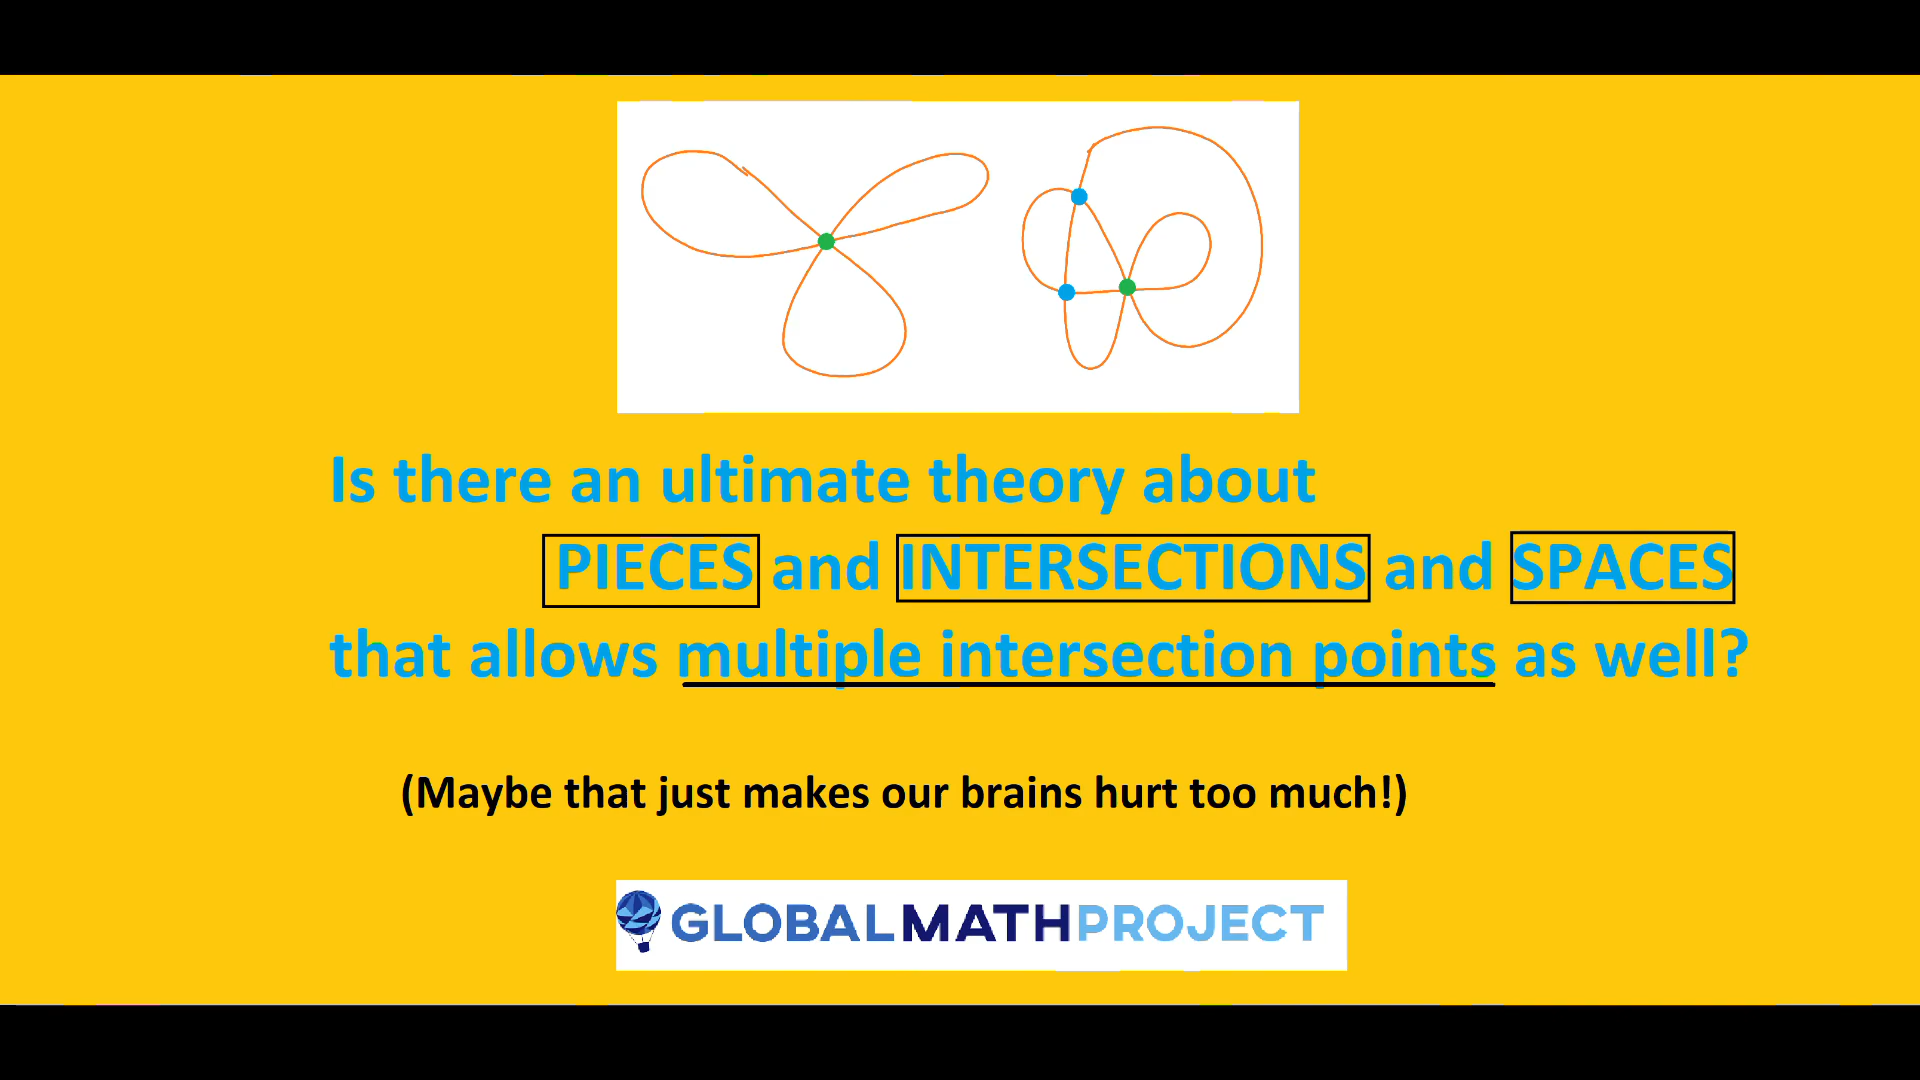 Is there an ultimate theory about
PIECES and INTERSECTIONS and SPACES
that allows multiple intersection points as well?
(Maybe that just makes our brains hurt too much!)
GLOBALMATHPROJECT